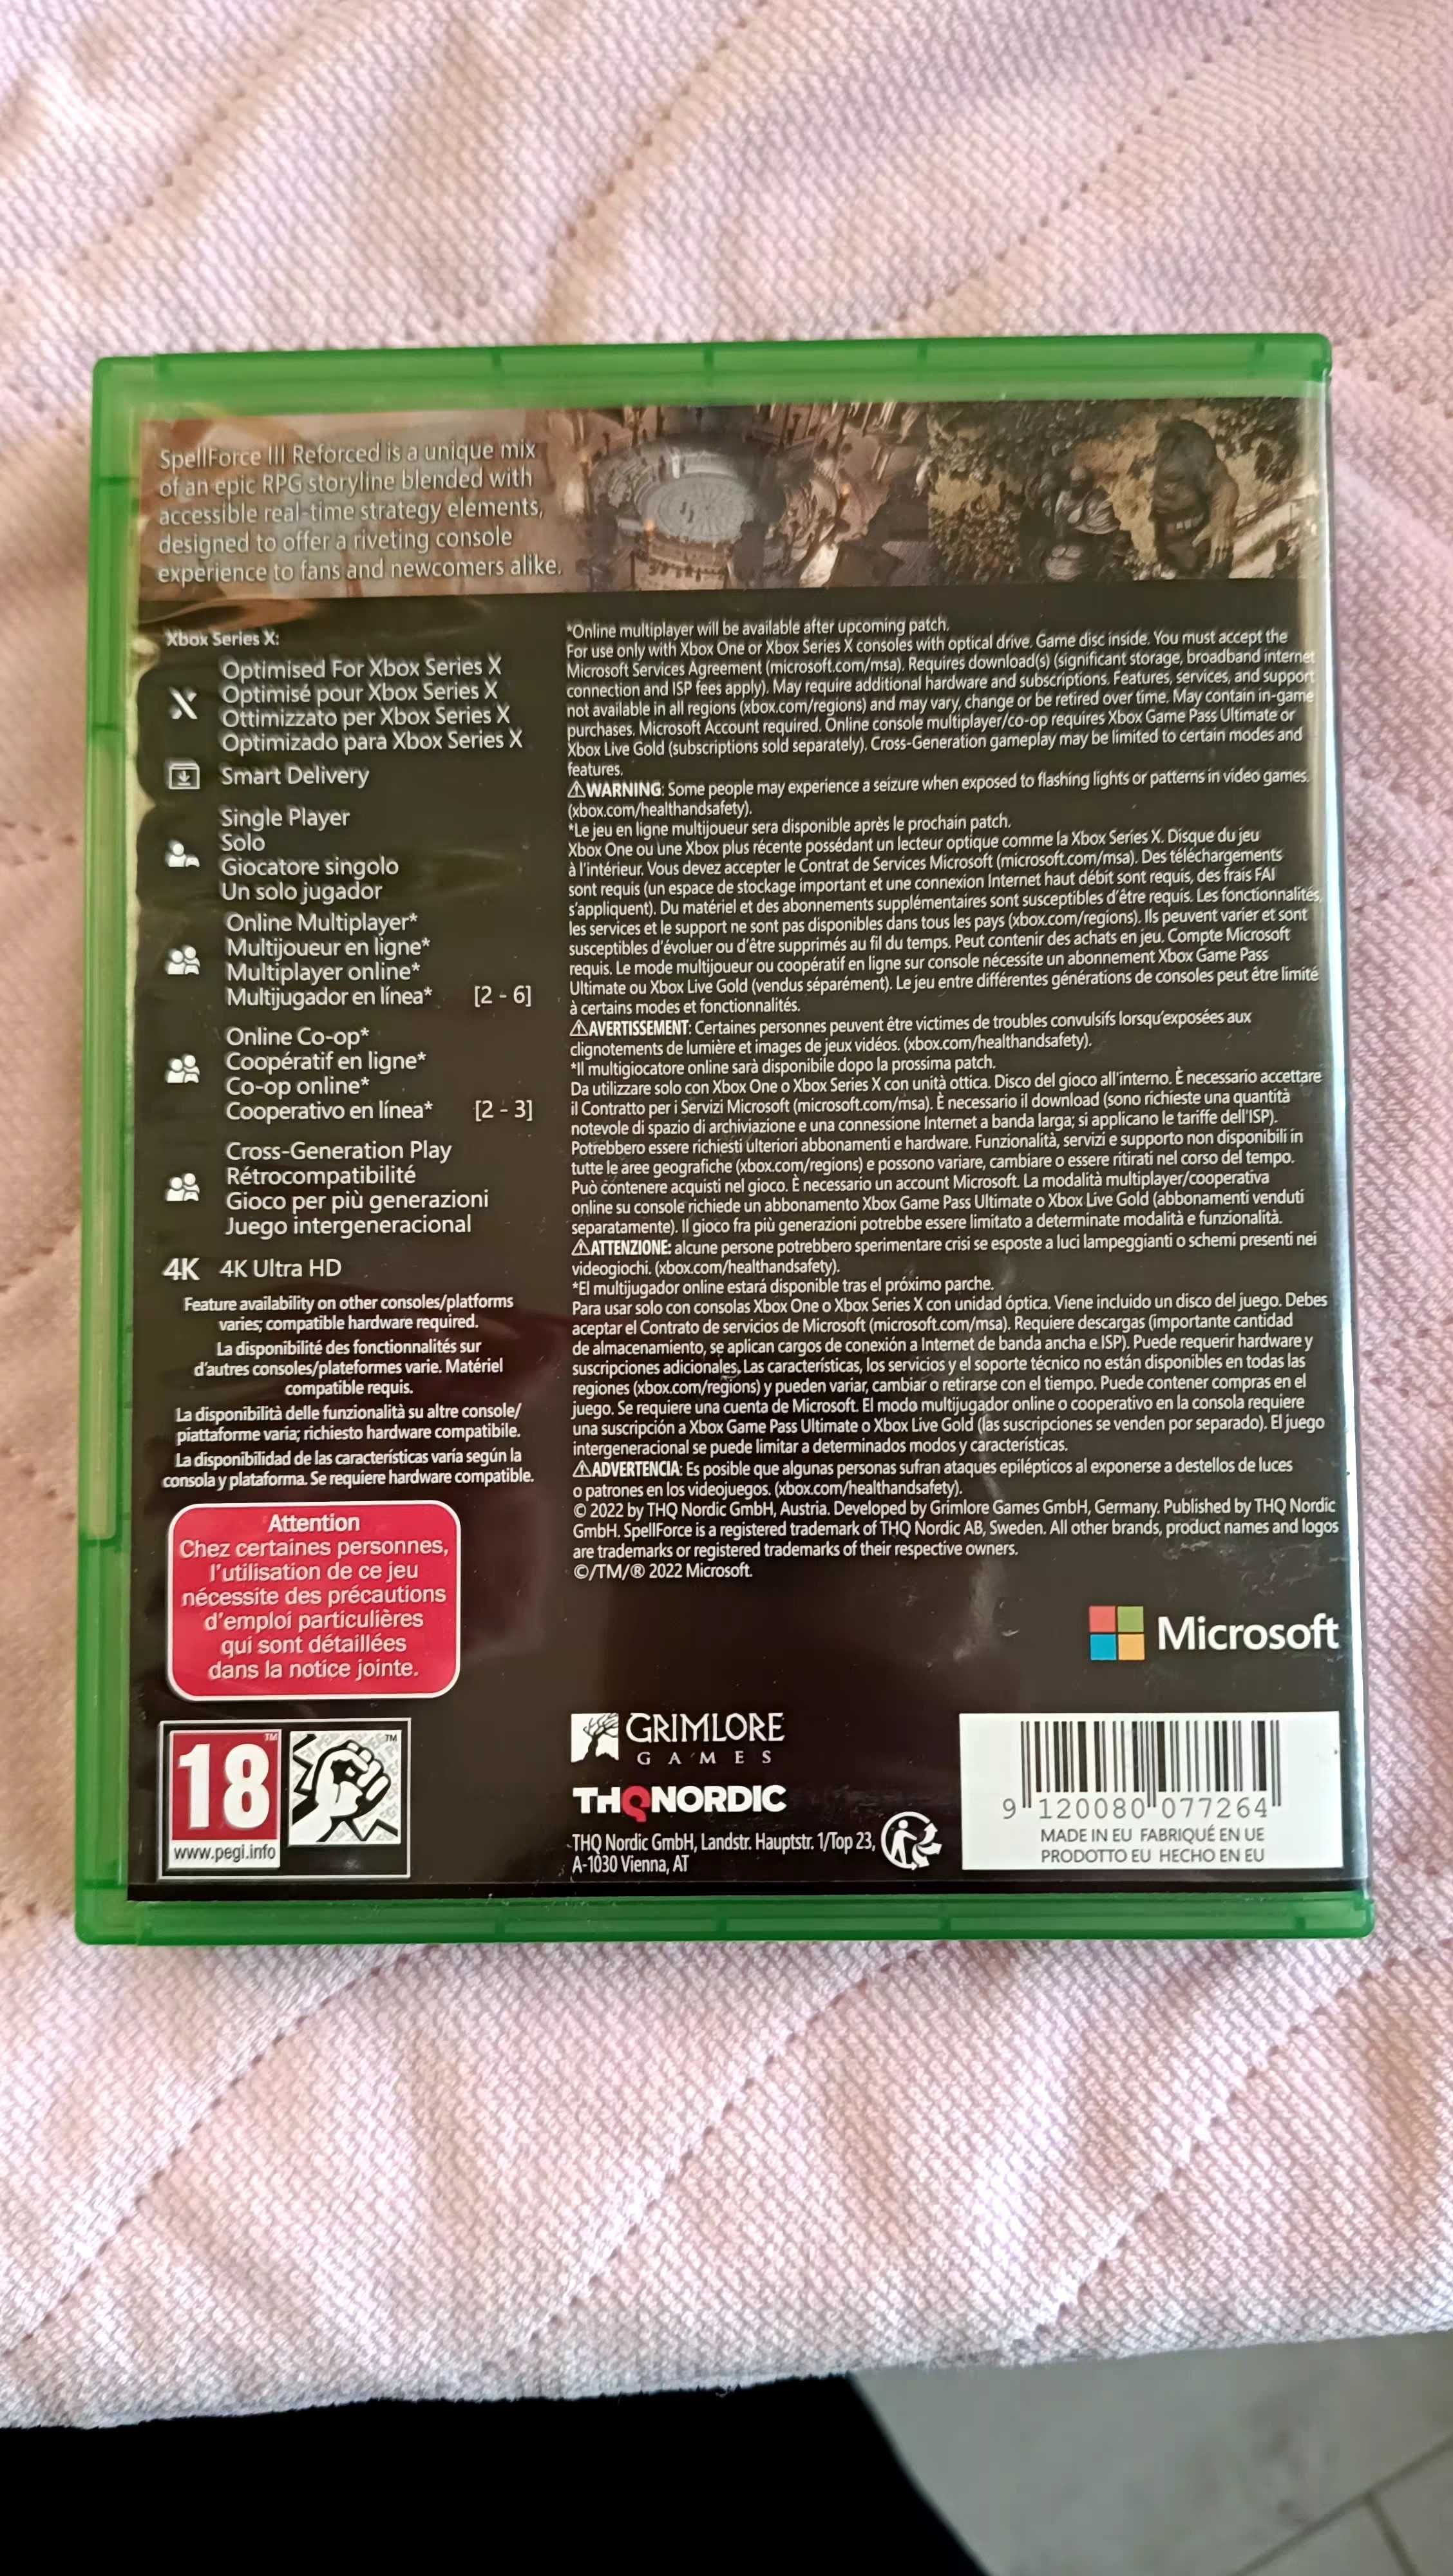 SpellForce III Reforced is a unique mix
of an epic RPG storyline blended with
accessible real-time strategy elements,
designed to offer a riveting console
experience to fans and newcomers alike.
Xbox Series X:
Optimised For Xbox Series X
Optimisé pour Xbox Series X
Ottimizzato per Xbox Series X
Optimizado para Xbox Series X
Smart Delivery
Single Player
Solo
Giocatore singolo
Un solo jugador
Online Multiplayer*
Multijoueur en ligne*
Multiplayer online*
Multijugador en línea* [2 - 6]
Online Co-op*
Coopératif en ligne*
Co-op online*
Cooperativo en línea* [2 - 3]
Cross-Generation Play
Rétrocompatibilité
Gioco per più generazioni
Juego intergeneracional
4K 4K Ultra HD
Feature availability on other consoles/platforms
varies; compatible hardware required.
La disponibilité des fonctionnalités sur
d'autres consoles/plateformes varie. Matériel
compatible requis.
La disponibilità delle funzionalità su altre console/
piattaforme varia; richiesto hardware compatibile.
La disponibilidad de las características varía según la
consola y plataforma. Se requiere hardware compatible.
Attention
Chez certaines personnes,
l'utilisation de ce jeu
nécessite des précautions
d'emploi particulières
qui sont détaillées
dans la notice jointe.
18 ™
www.pegi.info
™
*Online multiplayer will be available after upcoming patch.
For use only with Xbox One or Xbox Series X consoles with optical drive. Game disc inside. You must accept the
Microsoft Services Agreement (microsoft.com/msa). Requires download(s) (significant storage, broadband internet
connection and ISP fees apply). May require additional hardware and subscriptions. Features, services, and support
not available in all regions (xbox.com/regions) and may vary, change or be retired over time. May contain in-game
purchases. Microsoft Account required. Online console multiplayer/co-op requires Xbox Game Pass Ultimate or
Xbox Live Gold (subscriptions sold separately). Cross-Generation gameplay may be limited to certain modes and
features.
⚠WARNING: Some people may experience a seizure when exposed to flashing lights or patterns in video games.
(xbox.com/healthandsafety).
*Le jeu en ligne multijoueur sera disponible après le prochain patch.
Xbox One ou une Xbox plus récente possédant un lecteur optique comme la Xbox Series X. Disque du jeu
à l'intérieur. Vous devez accepter le Contrat de Services Microsoft (microsoft.com/msa). Des téléchargements
sont requis (un espace de stockage important et une connexion Internet haut débit sont requis, des frais FAI
s'appliquent). Du matériel et des abonnements supplémentaires sont susceptibles d'être requis. Les fonctionnalités,
les services et le support ne sont pas disponibles dans tous les pays (xbox.com/regions). Ils peuvent varier et sont
susceptibles d'évoluer ou d'être supprimés au fil du temps. Peut contenir des achats en jeu. Compte Microsoft
requis. Le mode multijoueur ou coopératif en ligne sur console nécessite un abonnement Xbox Game Pass
Ultimate ou Xbox Live Gold (vendus séparément). Le jeu entre différentes générations de consoles peut être limité
à certains modes et fonctionnalités.
⚠AVERTISSEMENT: Certaines personnes peuvent être victimes de troubles convulsifs lorsqu'exposées aux
clignotements de lumière et images de jeux vidéos. (xbox.com/healthandsafety).
*Il multigiocatore online sarà disponibile dopo la prossima patch.
Da utilizzare solo con Xbox One o Xbox Series X con unità ottica. Disco del gioco all'interno. È necessario accettare
il Contratto per i Servizi Microsoft (microsoft.com/msa). È necessario il download (sono richieste una quantità
notevole di spazio di archiviazione e una connessione Internet a banda larga; si applicano le tariffe dell'ISP).
Potrebbero essere richiesti ulteriori abbonamenti e hardware. Funzionalità, servizi e supporto non disponibili in
tutte le aree geografiche (xbox.com/regions) e possono variare, cambiare o essere ritirati nel corso del tempo.
Può contenere acquisti nel gioco. È necessario un account Microsoft. La modalità multiplayer/cooperativa
online su console richiede un abbonamento Xbox Game Pass Ultimate o Xbox Live Gold (abbonamenti venduti
separatamente). Il gioco fra più generazioni potrebbe essere limitato a determinate modalità e funzionalità.
⚠ATTENZIONE: alcune persone potrebbero sperimentare crisi se esposte a luci lampeggianti o schemi presenti nei
videogiochi. (xbox.com/healthandsafety).
*El multijugador online estará disponible tras el próximo parche.
Para usar solo con consolas Xbox One o Xbox Series X con unidad óptica. Viene incluido un disco del juego. Debes
aceptar el Contrato de servicios de Microsoft (microsoft.com/msa). Requiere descargas (importante cantidad
de almacenamiento, se aplican cargos de conexión a Internet de banda ancha e ISP). Puede requerir hardware y
suscripciones adicionales. Las características, los servicios y el soporte técnico no están disponibles en todas las
regiones (xbox.com/regions) y pueden variar, cambiar o retirarse con el tiempo. Puede contener compras en el
juego. Se requiere una cuenta de Microsoft. El modo multijugador online o cooperativo en la consola requiere
una suscripción a Xbox Game Pass Ultimate o Xbox Live Gold (las suscripciones se venden por separado). El juego
intergeneracional se puede limitar a determinados modos y características.
⚠ADVERTENCIA: Es posible que algunas personas sufran ataques epilépticos al exponerse a destellos de luces
o patrones en los videojuegos. (xbox.com/healthandsafety).
© 2022 by THQ Nordic GmbH, Austria. Developed by Grimlore Games GmbH, Germany. Published by THQ Nordic
GmbH. SpellForce is a registered trademark of THQ Nordic AB, Sweden. All other brands, product names and logos
are trademarks or registered trademarks of their respective owners.
©/TM/® 2022 Microsoft.
Microsoft
GRIMLORE
GAMES
THQNORDIC
THQ Nordic GmbH, Landstr. Hauptstr. 1/Top 23,
A-1030 Vienna, AT
9 120080 077264
MADE IN EU FABRIQUÉ EN UE
PRODOTTO EU HECHO EN EU